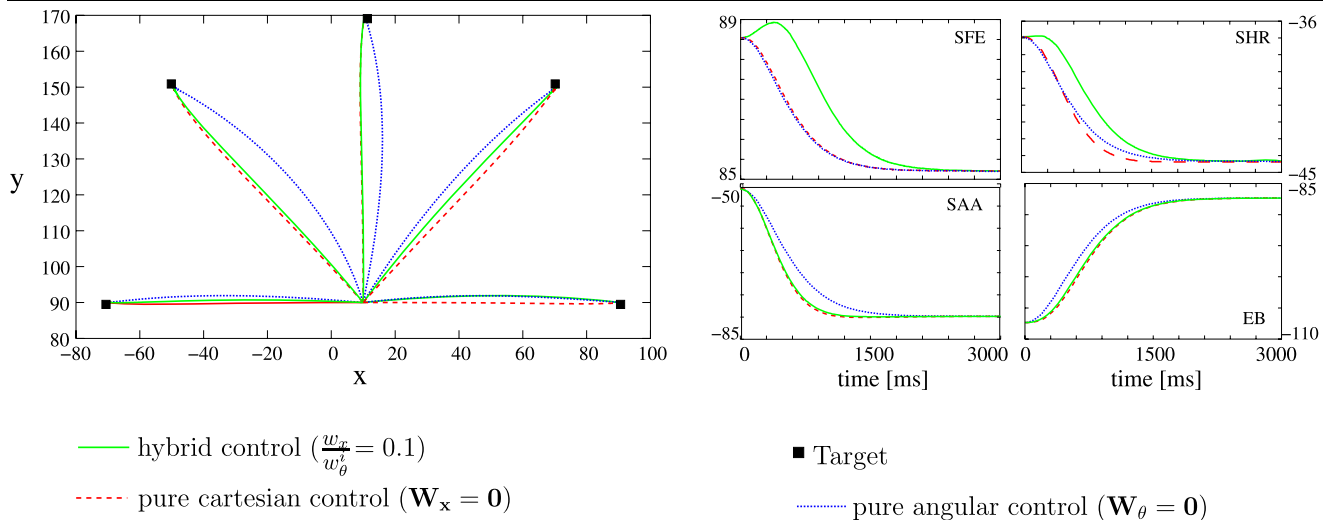 170
160
150
140
130
120
110
100
90
80
y
−80
−60
−40
−20
0
20
40
60
80
100
x
89
85
SFE
−36
−45
SHR
−50
−85
SAA
0
1500
3000
time [ms]
−85
−110
EB
0
1500
3000
time [ms]
hybrid control (w_x/w_θ^i = 0.1)
pure cartesian control (W_x = 0)
Target
pure angular control (W_θ = 0)